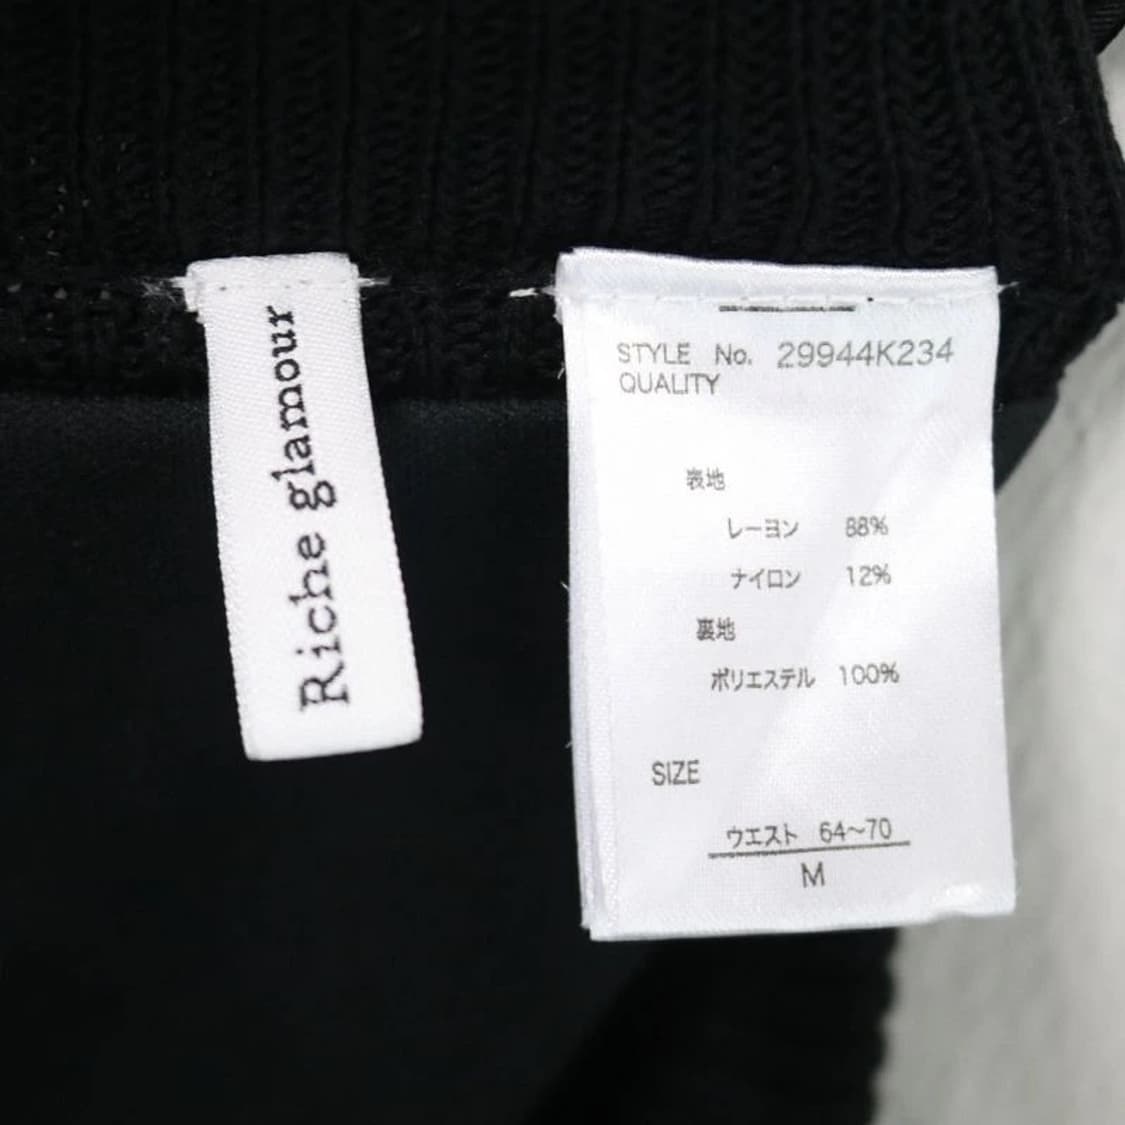 Riche glamour
STYLE No. 29944K234
QUALITY
表地
レーヨン 88%
ナイロン 12%
裏地
ポリエステル 100%
SIZE
ウエスト 64~70
M